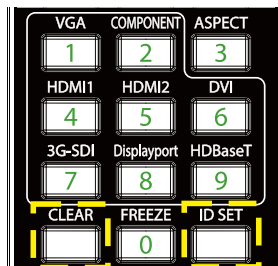 VGA COMPONENT ASPECT
1 2 3
HDMI1 HDMI2 DVI
4 5 6
3G-SDI Displayport HDBaseT
7 8 9
CLEAR FREEZE ID SET
0